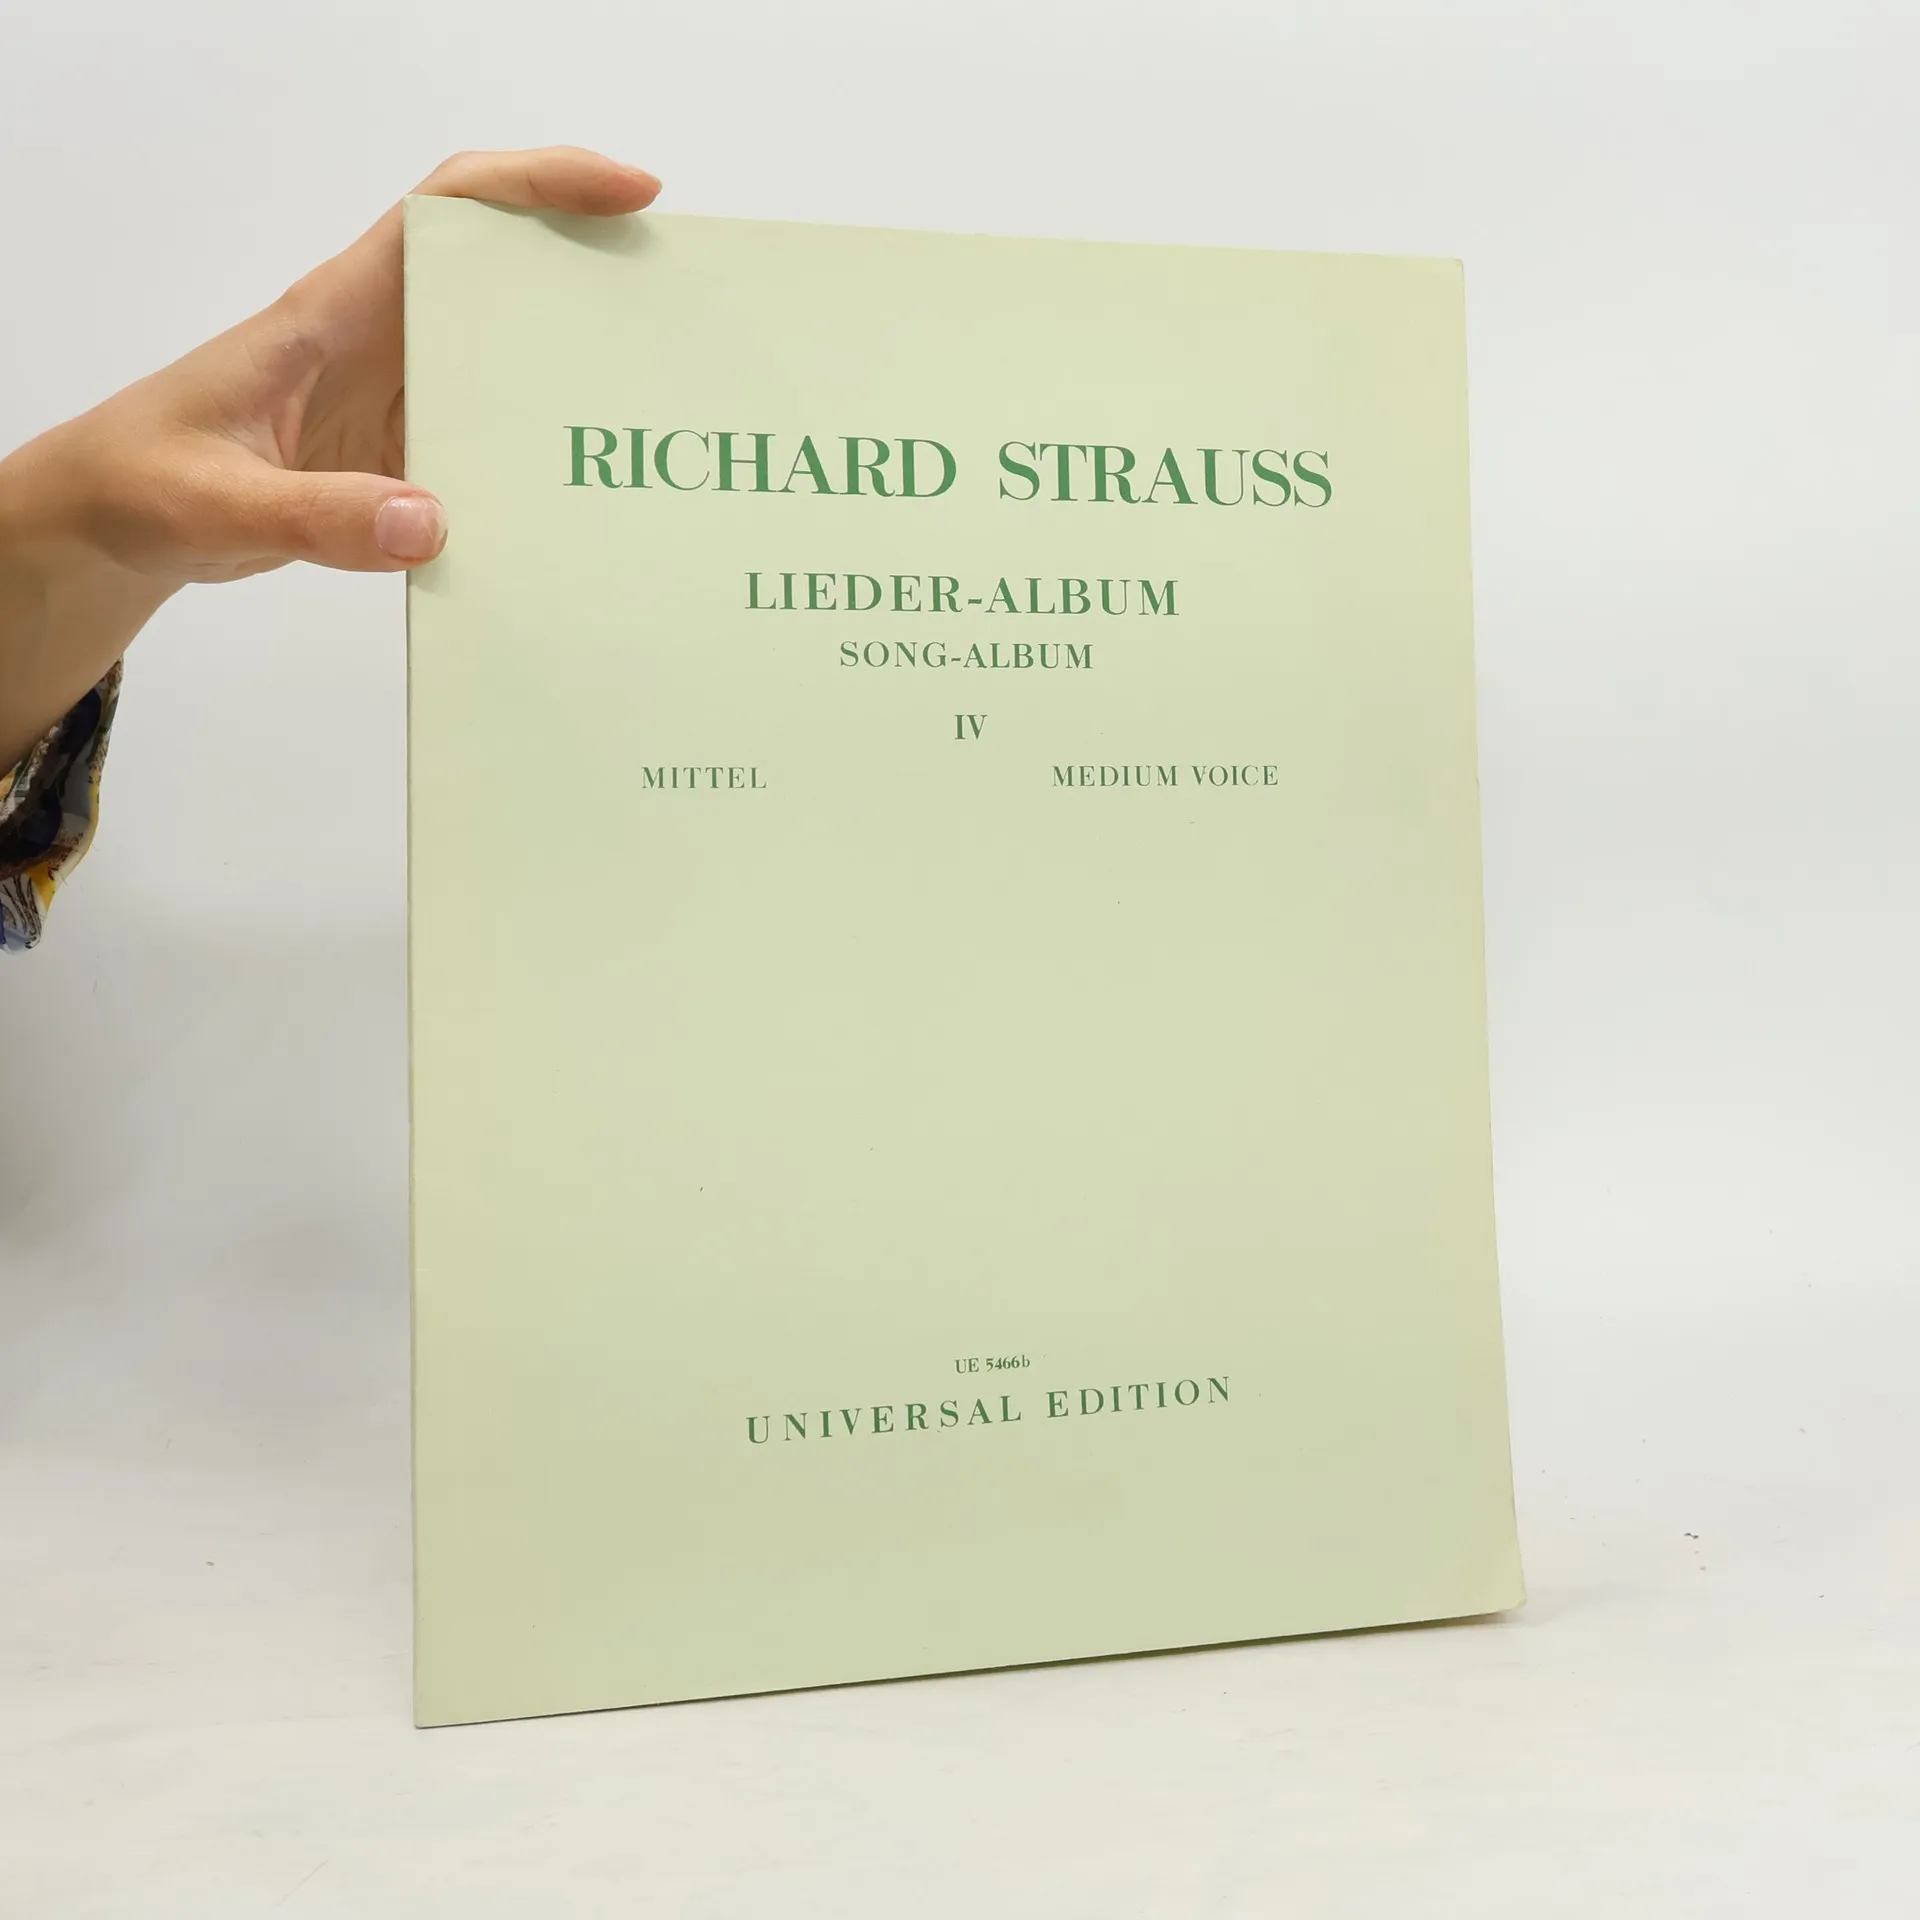 RICHARD STRAUSS
LIEDER-ALBUM
SONG-ALBUM
IV
MITTEL MEDIUM VOICE
UE 5466b
UNIVERSAL EDITION